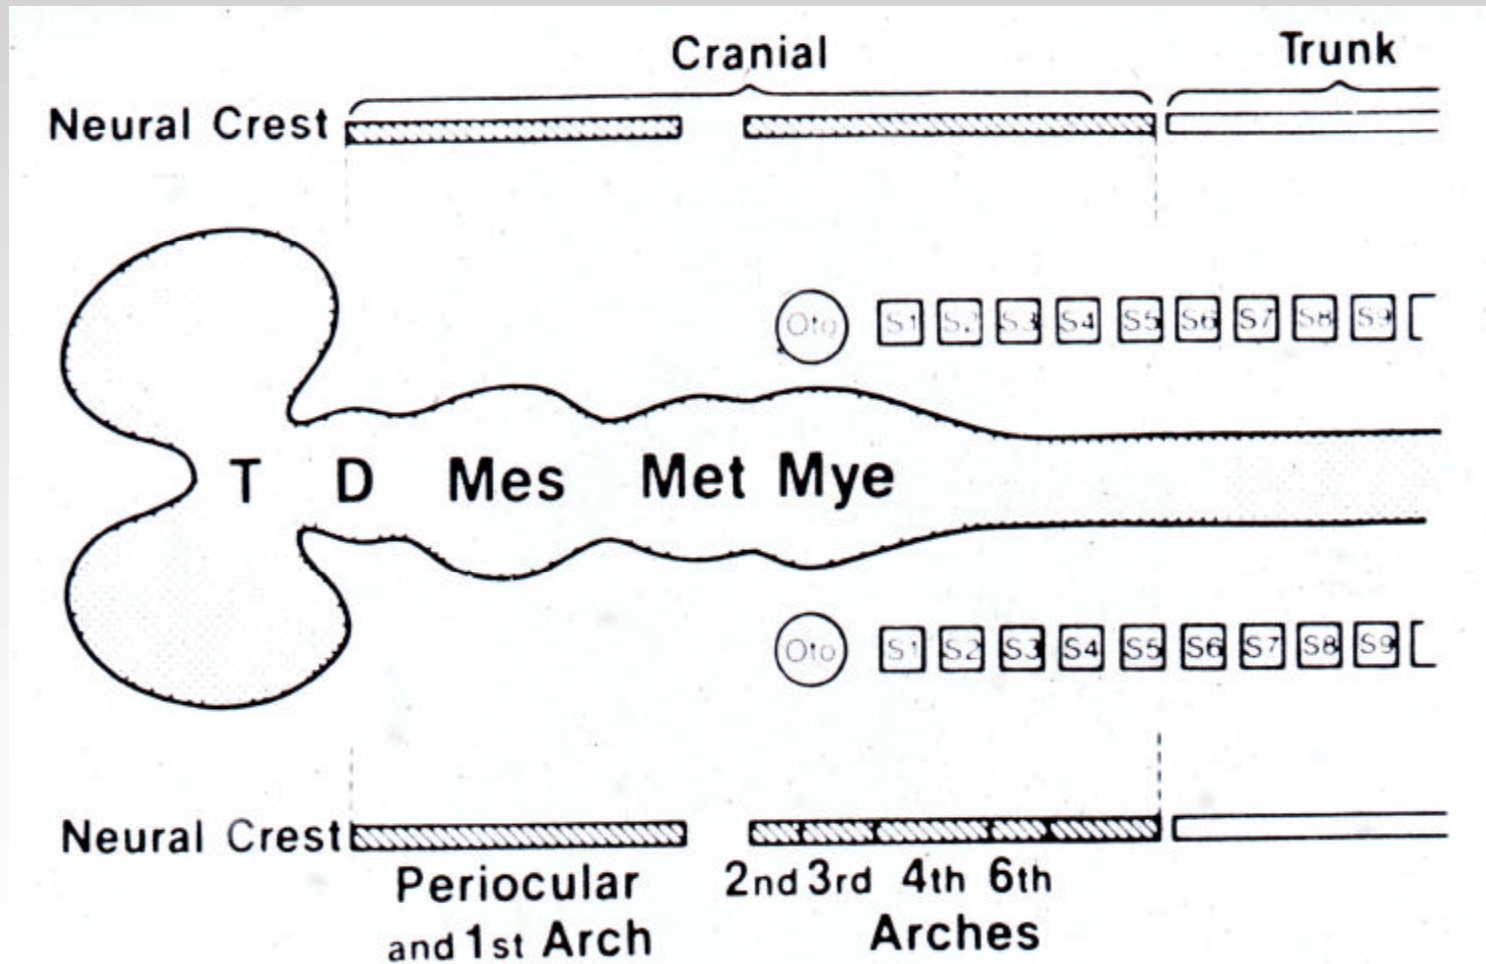 Cranial Trunk
Neural Crest
Oto S1 S2 S3 S4 S5 S6 S7 S8 S9
T D Mes Met Mye
Oto S1 S2 S3 S4 S5 S6 S7 S8 S9
Neural Crest
Periocular 2nd 3rd 4th 6th
and 1st Arch Arches